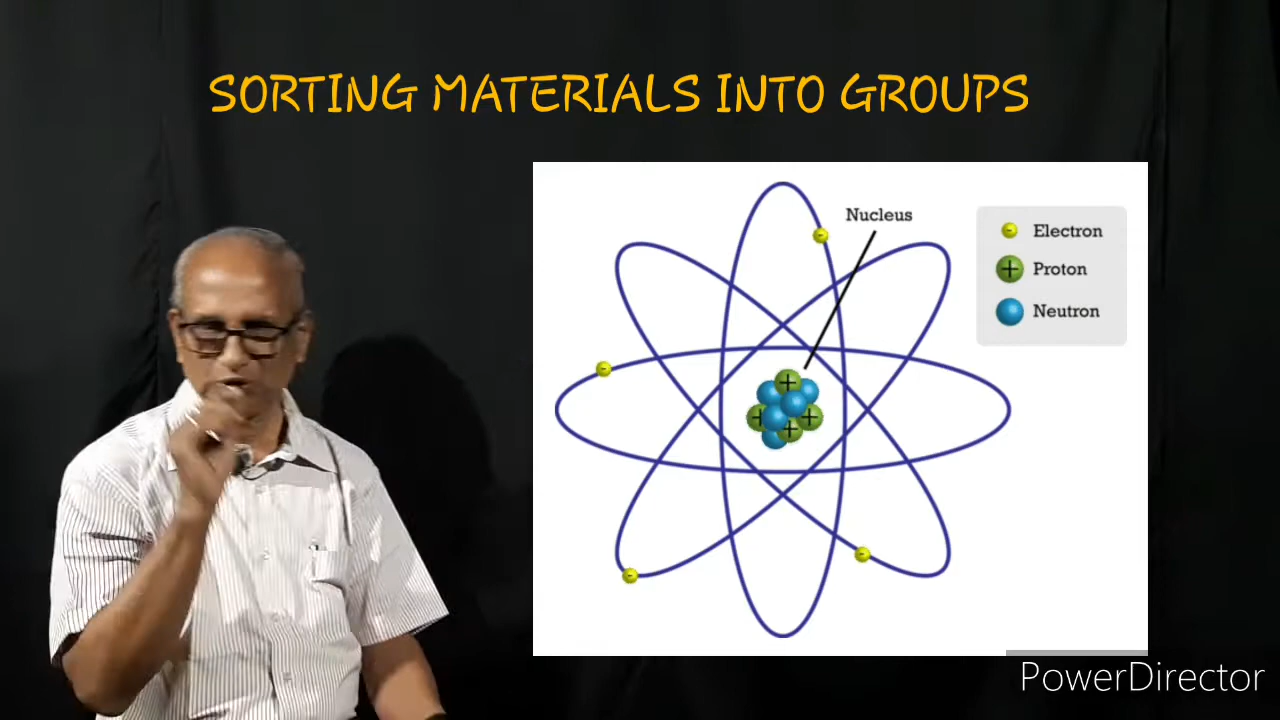 SORTING MATERIALS INTO GROUPS
Nucleus
- Electron
+ Proton
Neutron
-
-
-
-
+
+
+
+
PowerDirector